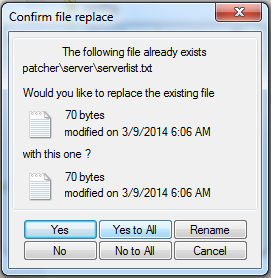 Confirm file replace
The following file already exists
patcher\server\serverlist.txt
Would you like to replace the existing file
70 bytes
modified on 3/9/2014 6:06 AM
with this one ?
70 bytes
modified on 3/9/2014 6:06 AM
Yes Yes to All Rename
No No to All Cancel